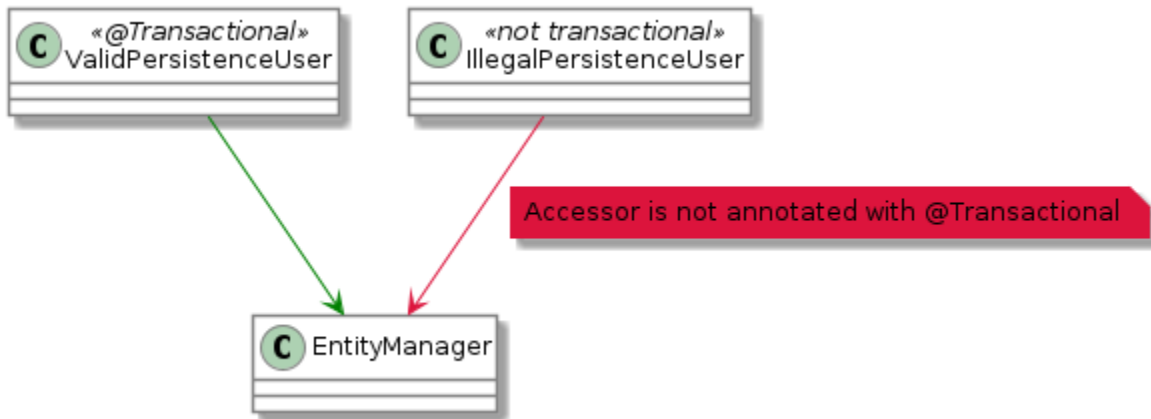 C «@Transactional»
ValidPersistenceUser
C «not transactional»
IllegalPersistenceUser
Accessor is not annotated with @Transactional
C EntityManager